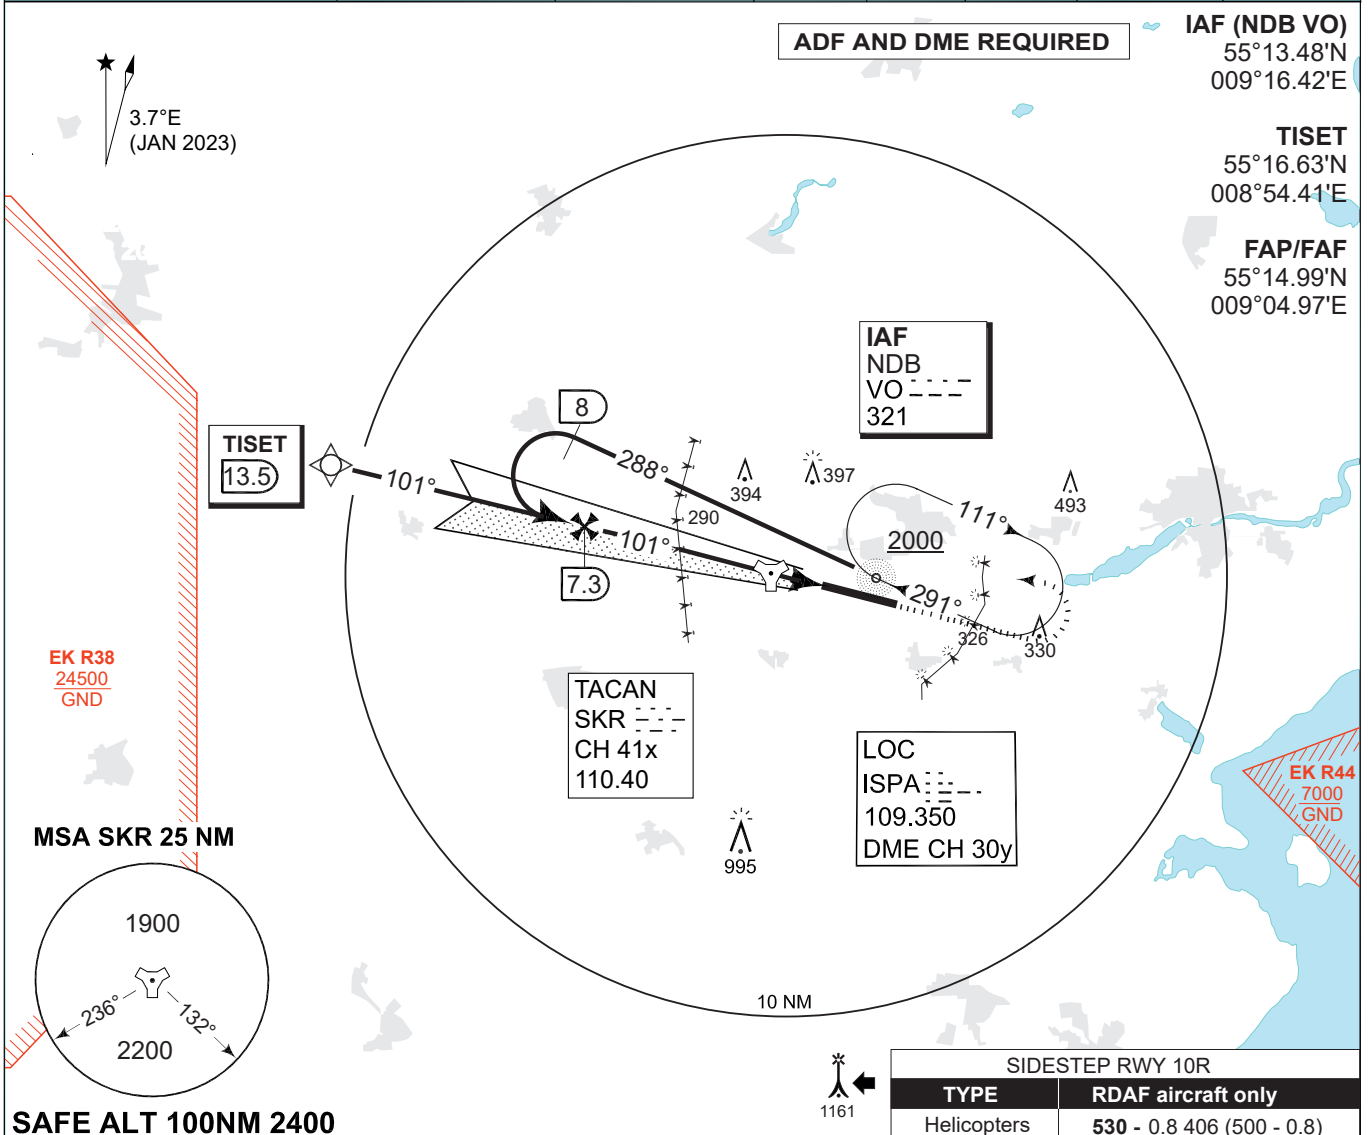 ADF AND DME REQUIRED
IAF (NDB VO)
55°13.48'N
009°16.42'E
TISET
55°16.63'N
008°54.41'E
FAP/FAF
55°14.99'N
009°04.97'E
3.7°E
(JAN 2023)
IAF
NDB
VO
321
TISET
13.5
8
101°
288°
290
394
397
493
111°
2000
101°
7.3
291°
326
330
EK R38
24500
GND
TACAN
SKR
CH 41x
110.40
LOC
ISPA
109.350
DME CH 30y
EK R44
7000
GND
995
MSA SKR 25 NM
1900
236°
132°
2200
10 NM
SAFE ALT 100NM 2400
1161
SIDESTEP RWY 10R
TYPE RDAF aircraft only
Helicopters 530 - 0.8 406 (500 - 0.8)